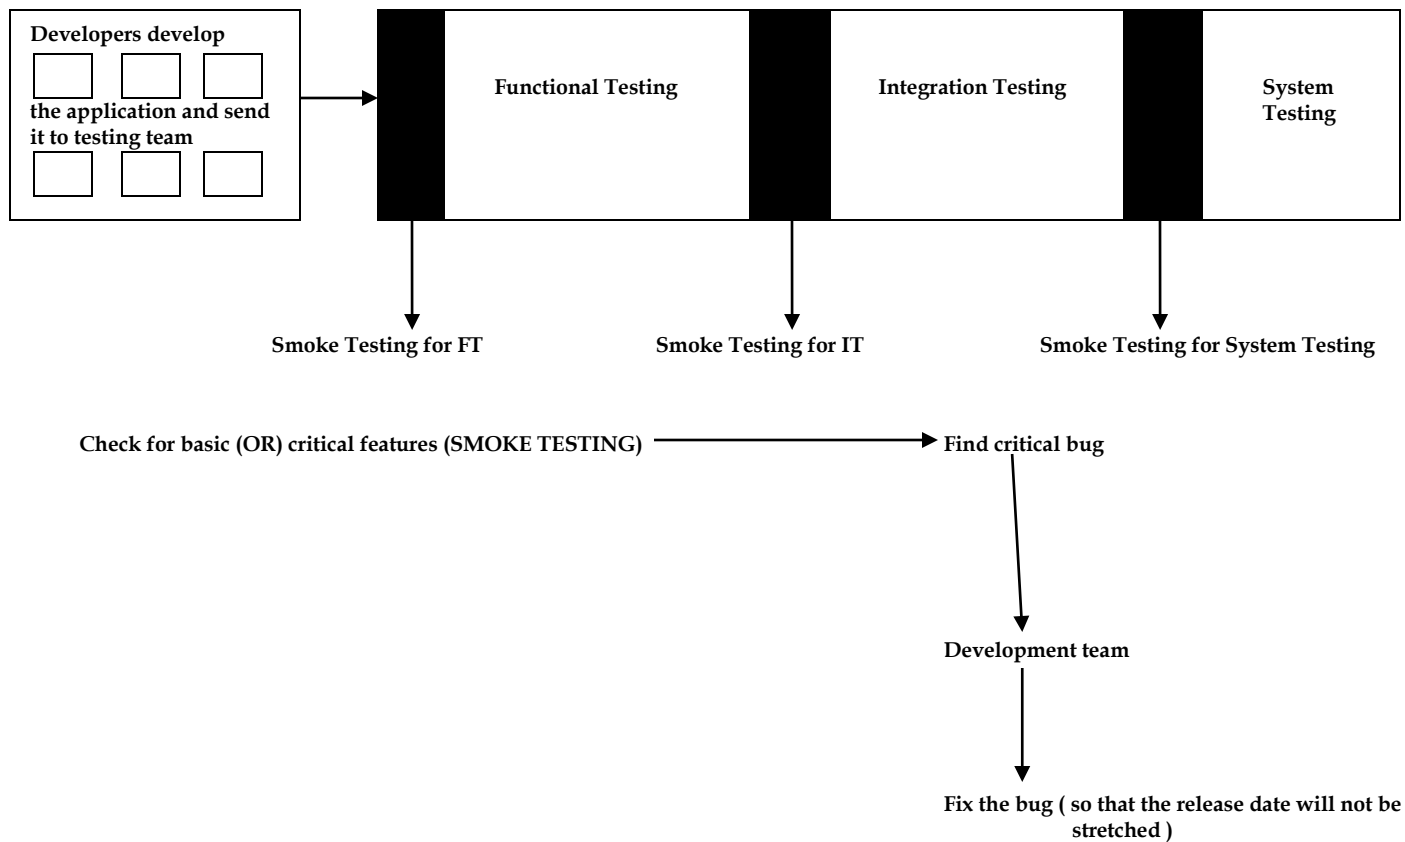 Developers develop
the application and send
it to testing team
Functional Testing
Integration Testing
System
Testing
Smoke Testing for FT
Smoke Testing for IT
Smoke Testing for System Testing
Check for basic (OR) critical features (SMOKE TESTING)
Find critical bug
Development team
Fix the bug ( so that the release date will not be
stretched )